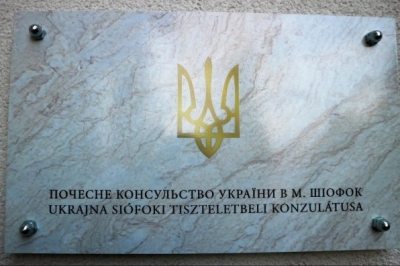 ПОЧЕСНЕ КОНСУЛЬСТВО УКРАЇНИ В М. ШІОФОК
UKRAJNA SIÓFOKI TISZTELETBELI KONZULÁTUSA